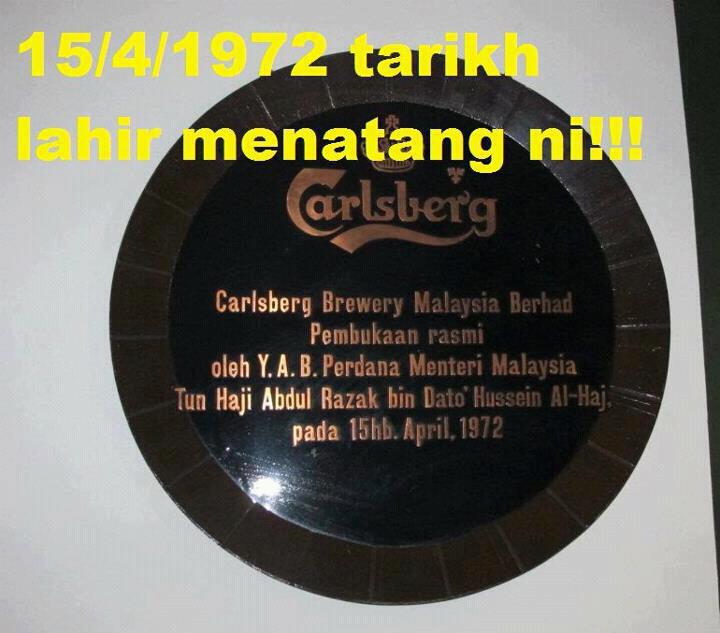 15/4/1972 tarikh
lahir menatang ni!!!
Carlsberg
Carlsberg Brewery Malaysia Berhad
Pembukaan rasmi
oleh Y.A.B. Perdana Menteri Malaysia
Tun Haji Abdul Razak bin Dato' Hussein Al-Haj,
pada 15hb. April, 1972